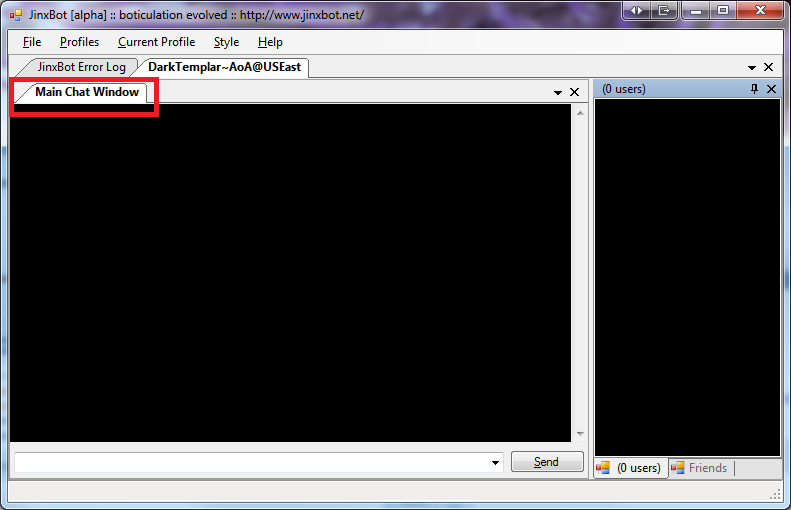 JinxBot [alpha] :: boticulation evolved :: http://www.jinxbot.net/
File Profiles Current Profile Style Help
JinxBot Error Log DarkTemplar~AoA@USEast
Main Chat Window (0 users)
Send
(0 users) Friends